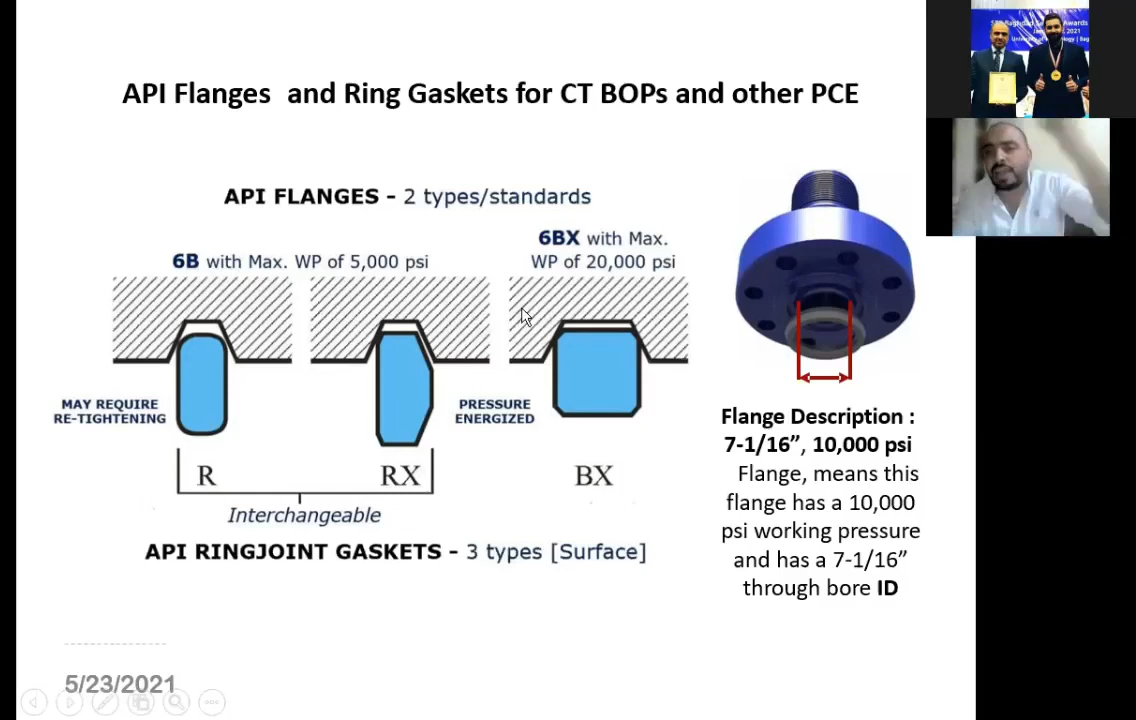 API Flanges and Ring Gaskets for CT BOPs and other PCE
API FLANGES - 2 types/standards
6B with Max. WP of 5,000 psi
6BX with Max.
WP of 20,000 psi
MAY REQUIRE
RE-TIGHTENING
PRESSURE
ENERGIZED
R
RX
BX
Interchangeable
API RINGJOINT GASKETS - 3 types [Surface]
Flange Description :
7-1/16”, 10,000 psi
Flange, means this
flange has a 10,000
psi working pressure
and has a 7-1/16”
through bore ID
5/23/2021
Awards
2021